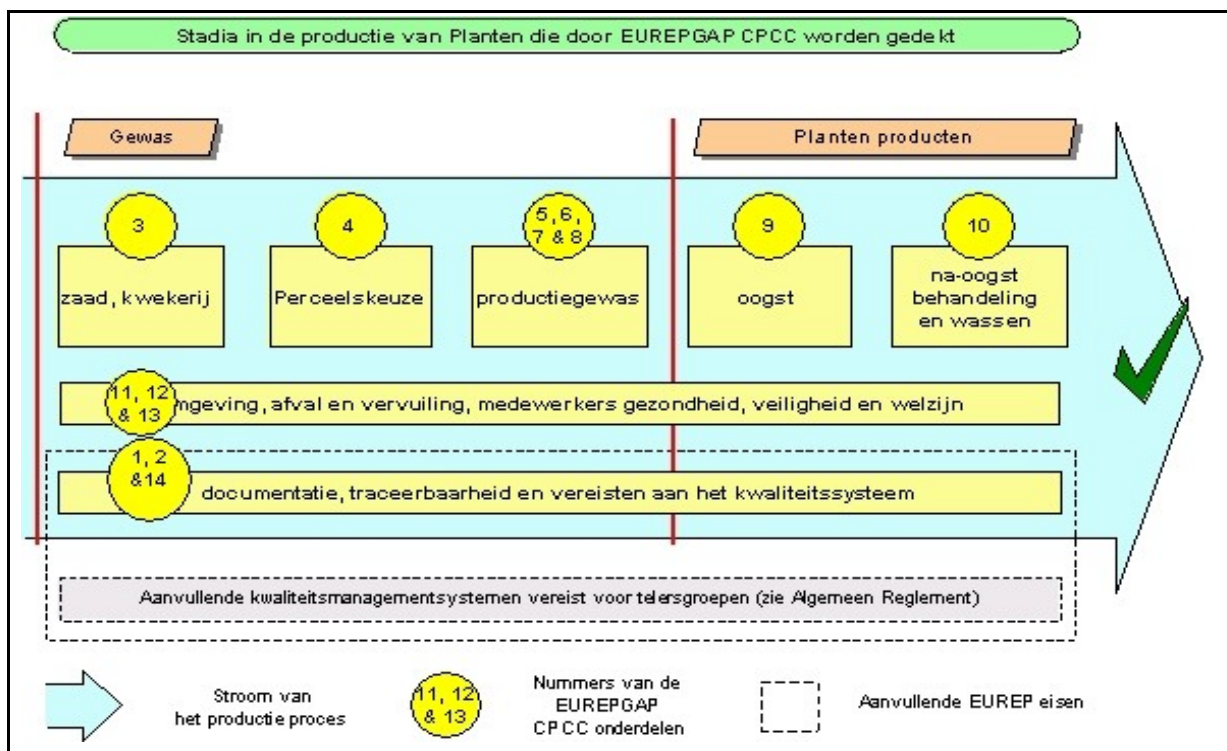 Stadia in de productie van Planten die door EUREPGAP CPCC worden gedekt
Gewas
Planten producten
3
4
5, 6,
7 & 8
9
10
zaad, kwekerij
Perceelskeuze
productiegewas
oogst
na-oogst
behandeling
en wassen
11, 12
& 13
mgeving, afval en vervuiling, medewerkers gezondheid, veiligheid en welzijn
1, 2
&14
documentatie, traceerbaarheid en vereisten aan het kwaliteitssysteem
Aanvullende kwaliteitsmanagementsystemen vereist voor telersgroepen (zie Algemeen Reglement)
Stroom van
het productie proces
11, 12
& 13
Nummers van de
EUREPGAP
CPCC onderdelen
Aanvullende EUREP eisen